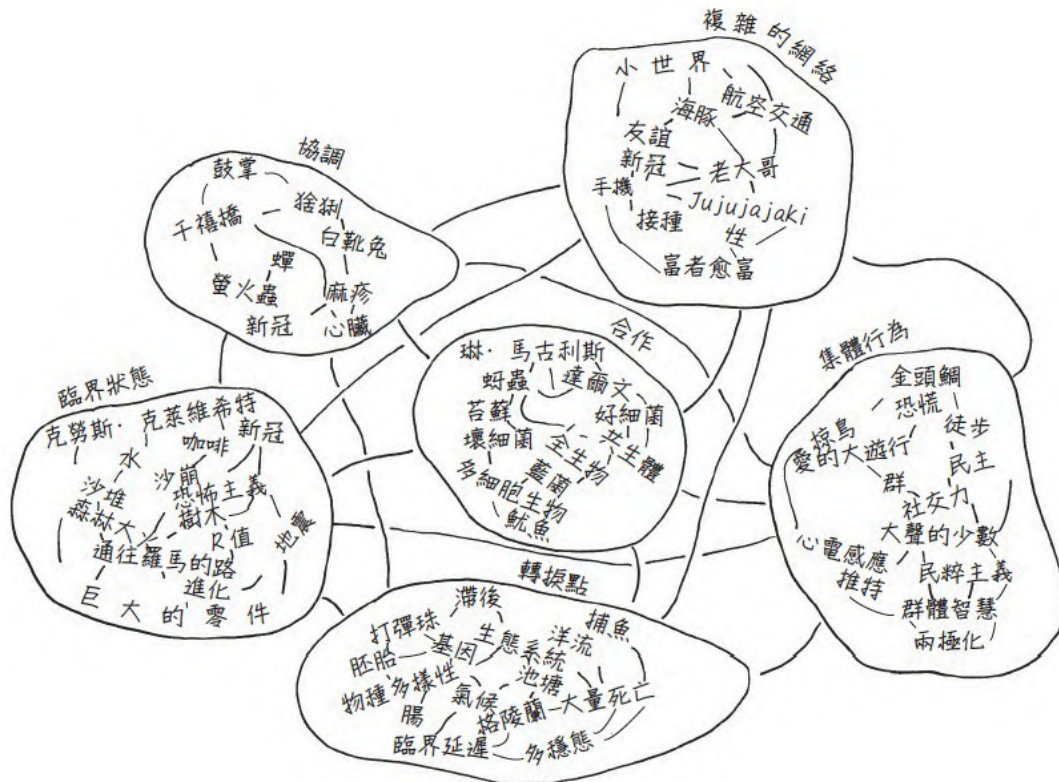 複雜的網絡
小世界
航空交通
海豚
友誼
新冠
老大哥
手機
Jujujajaki
接種
性
富者愈富
協調
鼓掌
猞猁
千禧橋
白靴兔
蟬
螢火蟲
麻疹
新冠
心臟
合作
琳·馬古利斯
蚜蟲
達爾文
苔蘚
好細菌
壞細菌
全生物
共生體
藍菌
多細胞生物
魷魚
集體行為
金頭鯛
恐慌
椋鳥
徒步
愛的大遊行
民主
群
社交力
大聲的少數
心電感應
推特
民粹主義
群體智慧
兩極化
臨界狀態
克勞斯·克萊維希特
新冠
咖啡
水
沙崩
沙堆
恐怖主義
森林大火
樹木
R值
地震
通往羅馬的路
進化
巨大的零件
轉捩點
滯後
捕魚
打彈珠
生態系統
洋流
胚胎
基因
池塘
物種多樣性
氣候
腸
格陵蘭
大量死亡
臨界延遲
多穩態